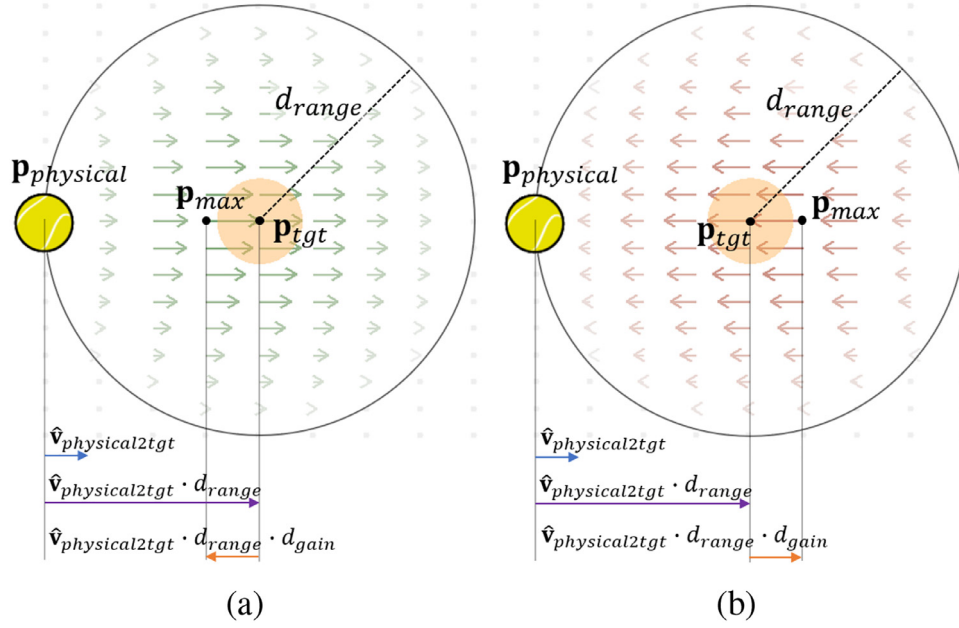 d_range
p_physical
p_max
p_tgt
v̂_physical2tgt
v̂_physical2tgt · d_range
v̂_physical2tgt · d_range · d_gain
(a)
d_range
p_physical
p_max
p_tgt
v̂_physical2tgt
v̂_physical2tgt · d_range
v̂_physical2tgt · d_range · d_gain
(b)